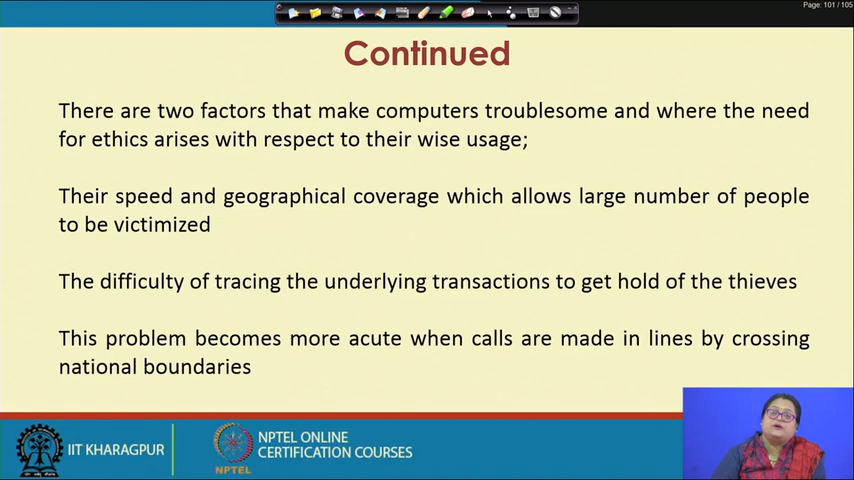 Page: 101 / 105
Continued
There are two factors that make computers troublesome and where the need
for ethics arises with respect to their wise usage;
Their speed and geographical coverage which allows large number of people
to be victimized
The difficulty of tracing the underlying transactions to get hold of the thieves
This problem becomes more acute when calls are made in lines by crossing
national boundaries
IIT KHARAGPUR
NPTEL
NPTEL ONLINE
CERTIFICATION COURSES